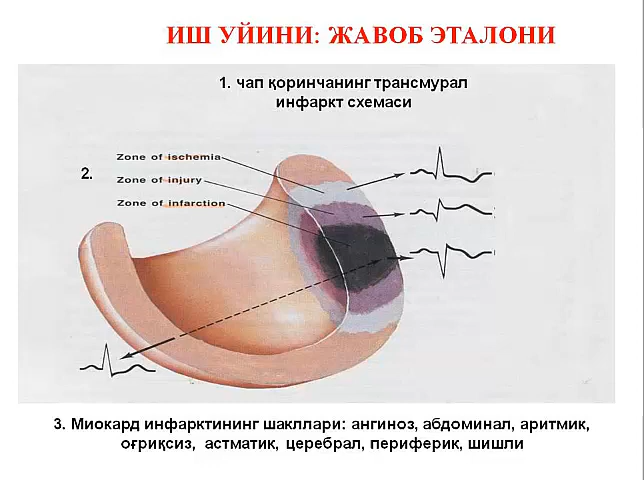 ИШ УЙИНИ: ЖАВОБ ЭТАЛОНИ
1. чап қоринчанинг трансмурал
инфаркт схемаси
2.
Zone of ischemia
Zone of injury
Zone of infarction
3. Миокард инфарктининг шакллари: ангиноз, абдоминал, аритмик,
оғриқсиз, астматик, церебрал, периферик, шишли